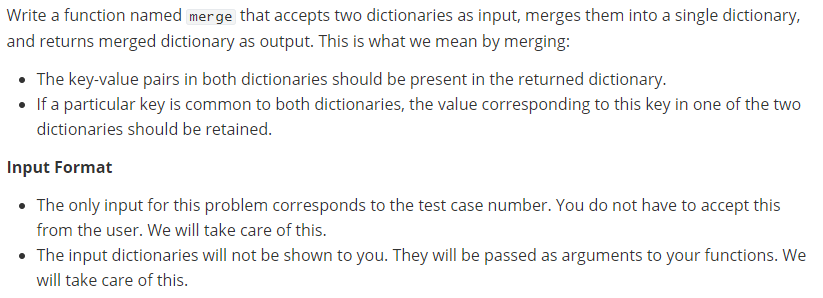 Write a function named merge that accepts two dictionaries as input, merges them into a single dictionary,
and returns merged dictionary as output. This is what we mean by merging:
• The key-value pairs in both dictionaries should be present in the returned dictionary.
• If a particular key is common to both dictionaries, the value corresponding to this key in one of the two
dictionaries should be retained.
Input Format
• The only input for this problem corresponds to the test case number. You do not have to accept this
from the user. We will take care of this.
• The input dictionaries will not be shown to you. They will be passed as arguments to your functions. We
will take care of this.